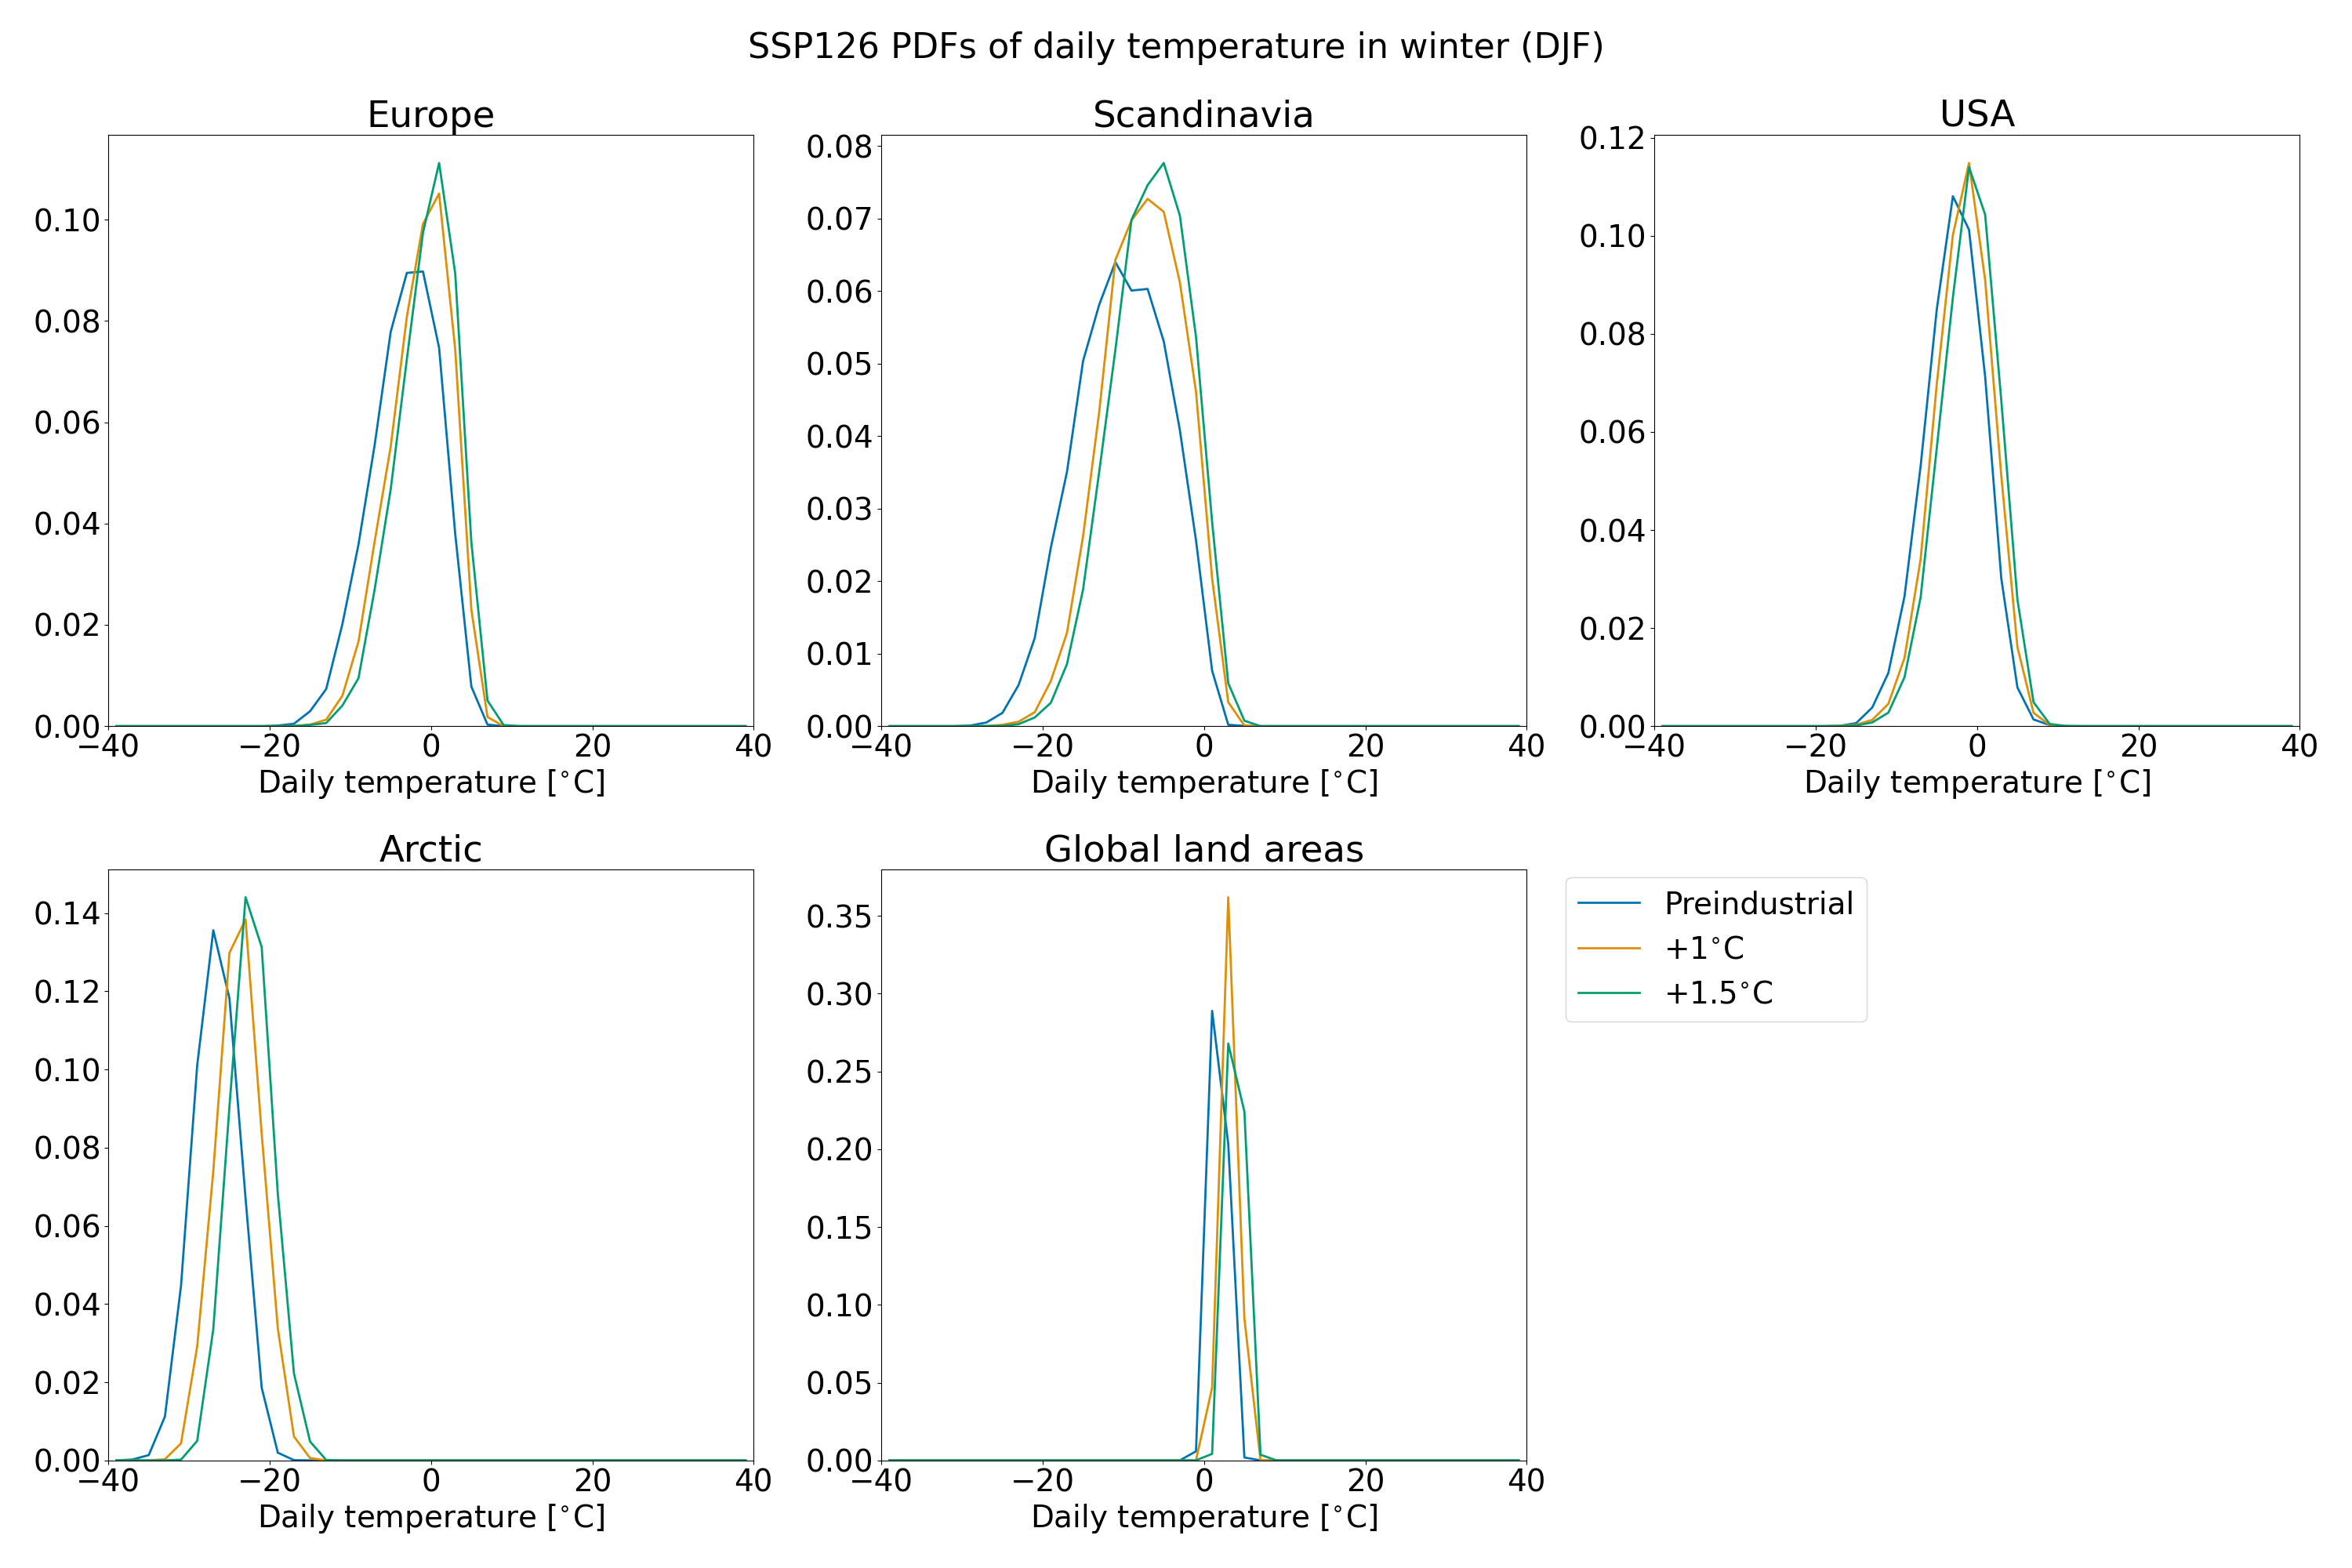 SSP126 PDFs of daily temperature in winter (DJF)
Europe
0.10
0.08
0.06
0.04
0.02
0.00
−40 −20 0 20 40
Daily temperature [°C]
Scandinavia
0.08
0.07
0.06
0.05
0.04
0.03
0.02
0.01
0.00
−40 −20 0 20 40
Daily temperature [°C]
USA
0.12
0.10
0.08
0.06
0.04
0.02
0.00
−40 −20 0 20 40
Daily temperature [°C]
Arctic
0.14
0.12
0.10
0.08
0.06
0.04
0.02
0.00
−40 −20 0 20 40
Daily temperature [°C]
Global land areas
0.35
0.30
0.25
0.20
0.15
0.10
0.05
0.00
−40 −20 0 20 40
Daily temperature [°C]
Preindustrial
+1°C
+1.5°C